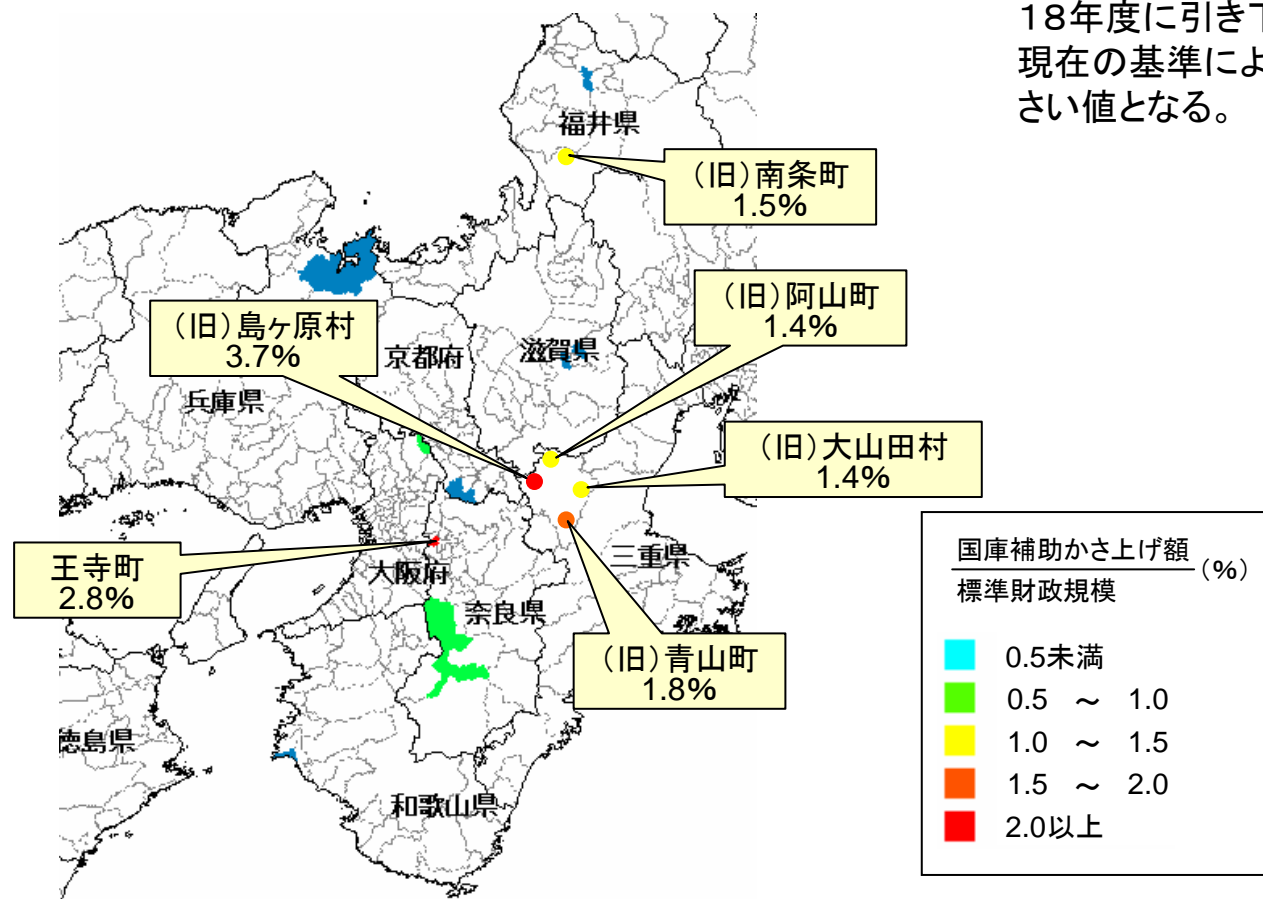 18年度に引き下
現在の基準によ
さい値となる。
福井県
(旧)南条町
1.5%
(旧)阿山町
1.4%
(旧)島ヶ原村
3.7%
京都府
滋賀県
兵庫県
(旧)大山田村
1.4%
王寺町
2.8%
大阪府
三重県
奈良県
(旧)青山町
1.8%
徳島県
和歌山県
国庫補助かさ上げ額
標準財政規模
(%)
0.5未満
0.5 ~ 1.0
1.0 ~ 1.5
1.5 ~ 2.0
2.0以上